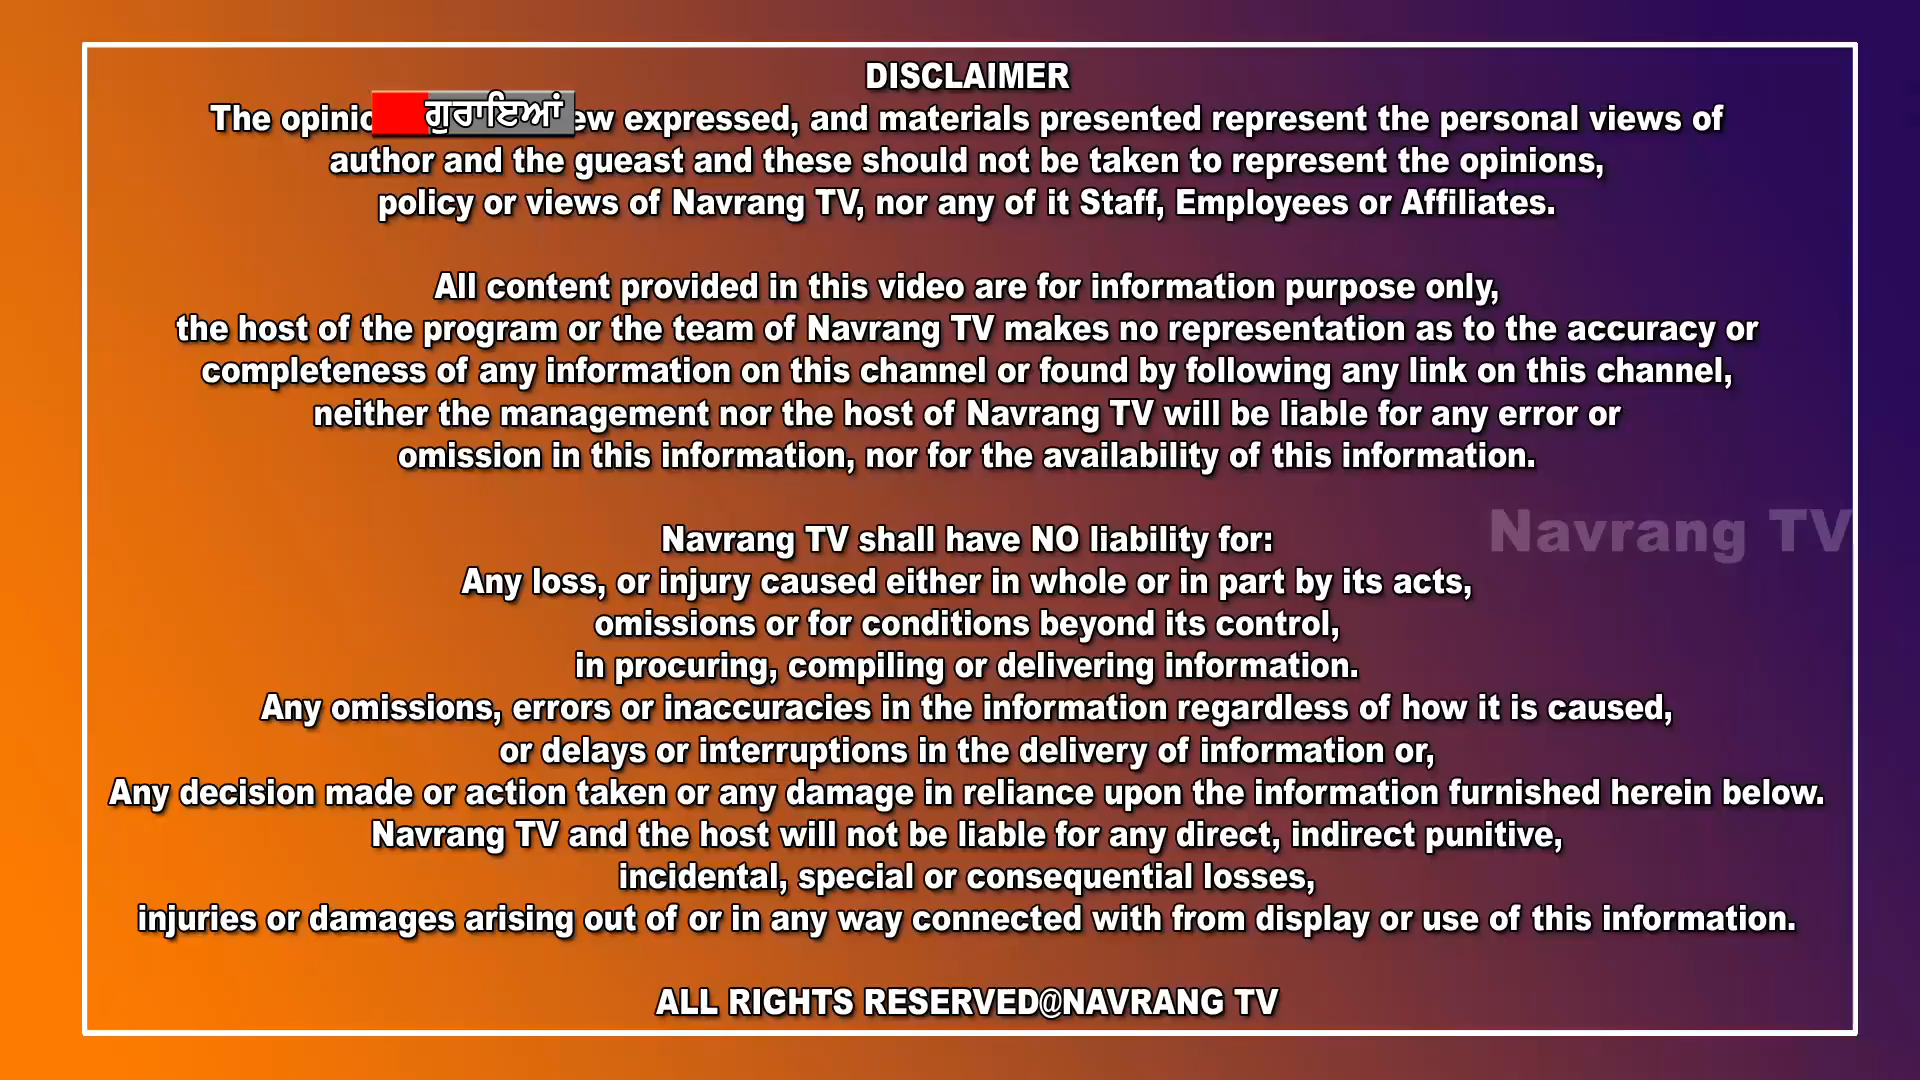 DISCLAIMER
The ਗੁਰਾਇਆਂ expressed, and materials presented represent the personal views of
author and the gueast and these should not be taken to represent the opinions,
policy or views of Navrang TV, nor any of it Staff, Employees or Affiliates.
All content provided in this video are for information purpose only,
the host of the program or the team of Navrang TV makes no representation as to the accuracy or
completeness of any information on this channel or found by following any link on this channel,
neither the management nor the host of Navrang TV will be liable for any error or
omission in this information, nor for the availability of this information.
Navrang TV
Navrang TV shall have NO liability for:
Any loss, or injury caused either in whole or in part by its acts,
omissions or for conditions beyond its control,
in procuring, compiling or delivering information.
Any omissions, errors or inaccuracies in the information regardless of how it is caused,
or delays or interruptions in the delivery of information or,
Any decision made or action taken or any damage in reliance upon the information furnished herein below.
Navrang TV and the host will not be liable for any direct, indirect punitive,
incidental, special or consequential losses,
injuries or damages arising out of or in any way connected with from display or use of this information.
ALL RIGHTS RESERVED@NAVRANG TV